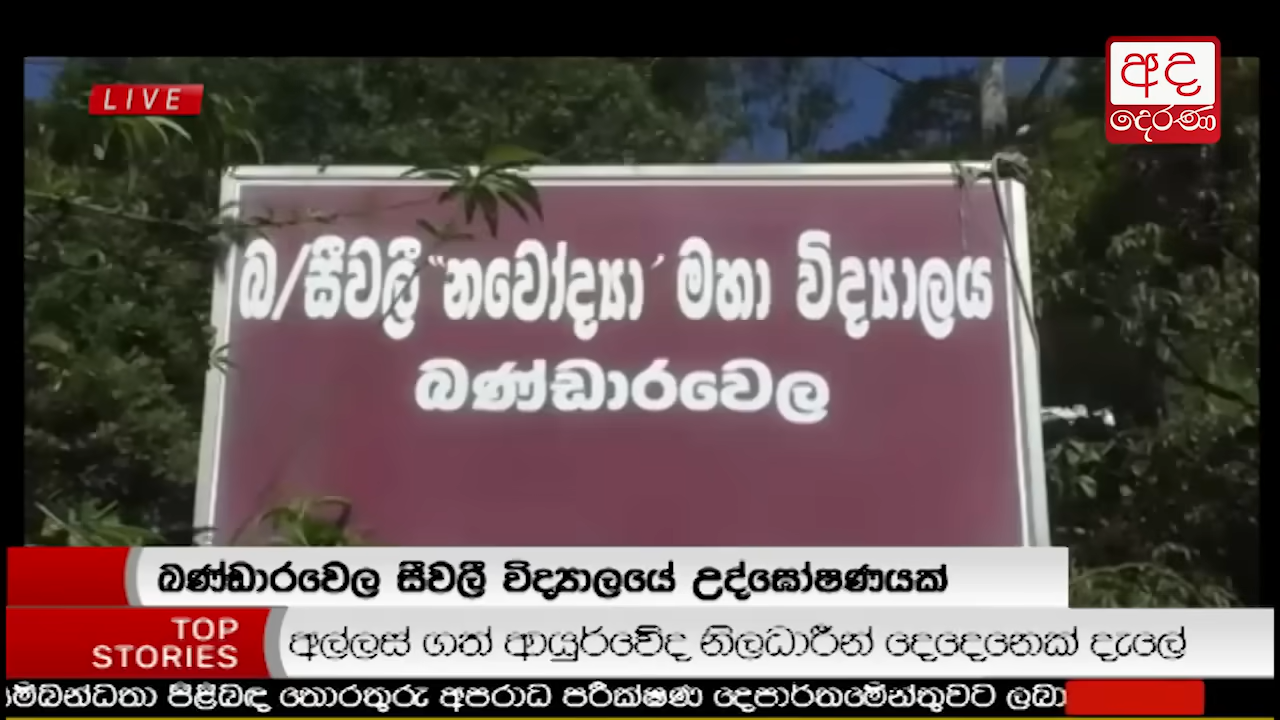 LIVE
අද
දෙරණ
බ/සීවලී "නවෝද්‍යා' මහා විද්‍යාලය
බණ්ඩාරවෙල
බණ්ඩාරවෙල සීවලී විද්‍යාලයේ උද්ඝෝෂණයක්
TOP
STORIES
අල්ලස් ගත් ආයුර්වේද නිලධාරීන් දෙදෙනෙක් දැලේ
පිළිබඳ තොරතුරු අපරාධ පරීක්ෂණ දෙපාර්තමේන්තුවට ලබා